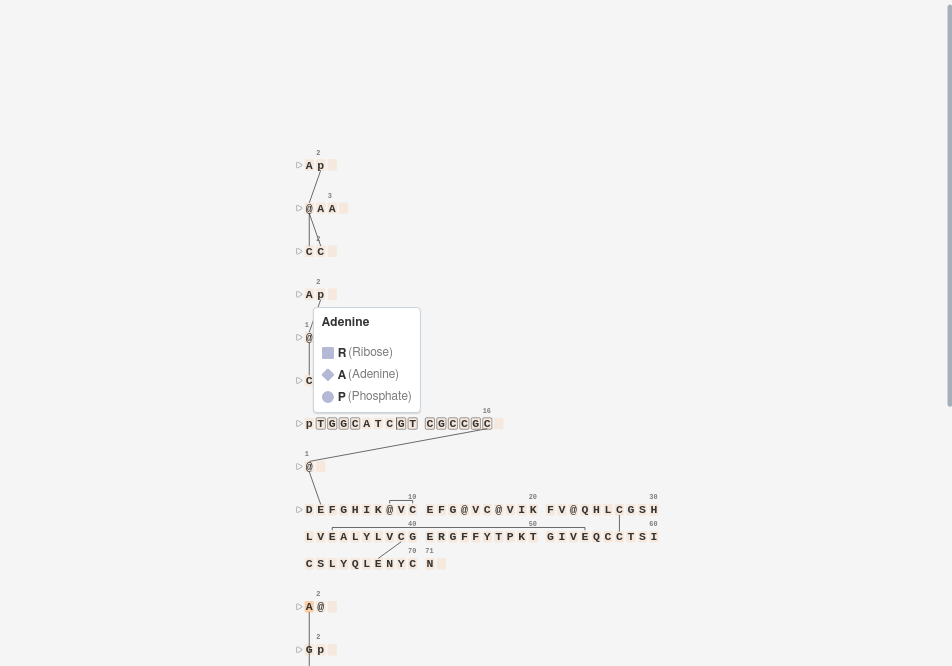 2
A p
3
@ A A
2
C C
2
A p
1
@
Adenine
R (Ribose)
A (Adenine)
P (Phosphate)
C
16
p T G G C A T C G T C G C C G C
1
@
10 20 30
D E F G H I K @ V C E F G @ V C @ V I K F V @ Q H L C G S H
40 50 60
L V E A L Y L V C G E R G F F Y T P K T G I V E Q C C T S I
70 71
C S L Y Q L E N Y C N
2
A @
2
G p